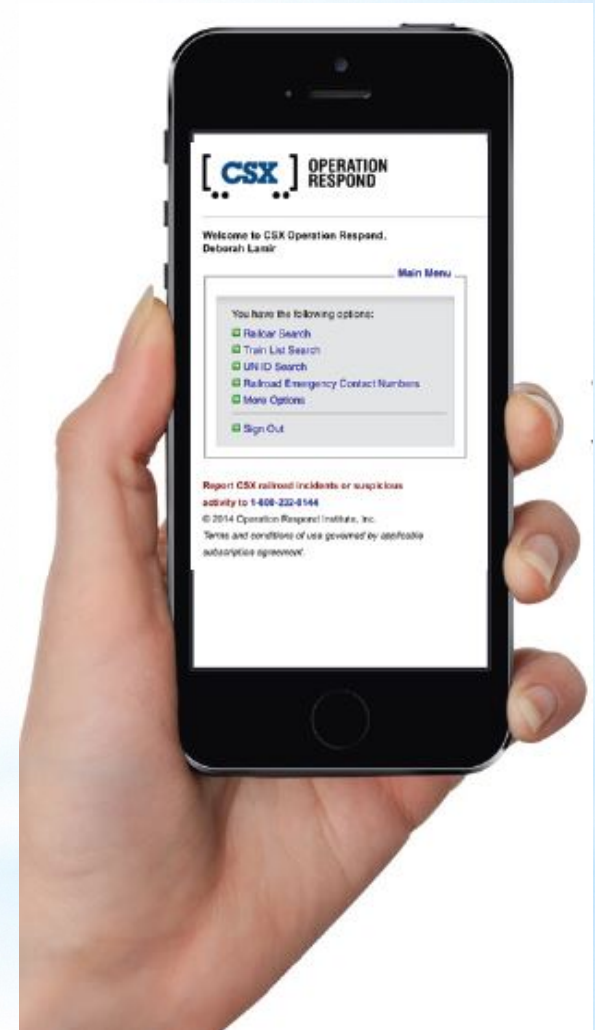 CSX OPERATION
RESPOND
Welcome to CSX Operation Respond,
Deborah Lamir
Main Menu
You have the following options:
Railcar Search
Train List Search
UN ID Search
Railroad Emergency Contact Numbers
More Options
Sign Out
Report CSX railroad incidents or suspicious
activity to 1-800-232-0144
© 2014 Operation Respond Institute, Inc.
Terms and conditions of use governed by applicable
subscription agreement.